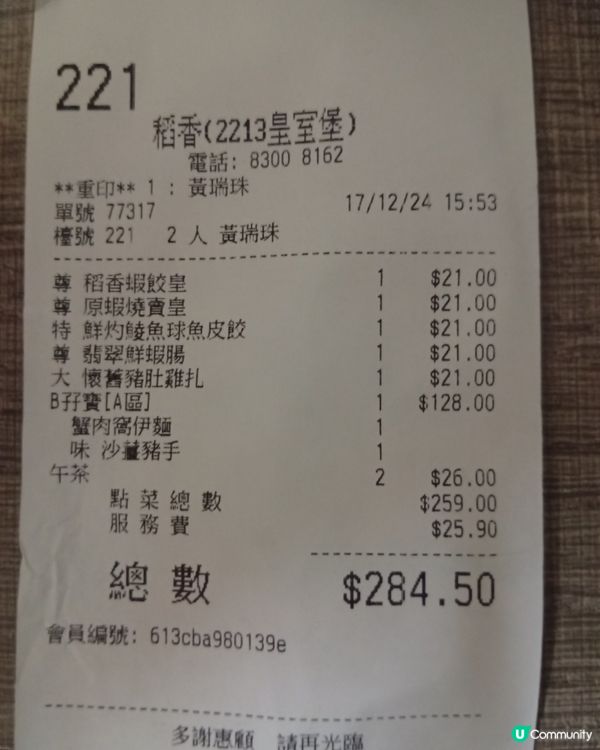 221
稻香(2213皇室堡)
電話: 8300 8162
**重印** 1 : 黃瑞珠
單號 77317 17/12/24 15:53
檯號 221 2 人 黃瑞珠
尊 稻香蝦餃皇 1 $21.00
尊 原蝦燒賣皇 1 $21.00
特 鮮灼鯪魚球魚皮餃 1 $21.00
尊 翡翠鮮蝦腸 1 $21.00
大 懷舊豬肚雞扎 1 $21.00
B孖寶[A區] 1 $128.00
蟹肉窩伊麵 1
味 沙薑豬手 1
午茶 2 $26.00
點菜總數 $259.00
服務費 $25.90
總數 $284.50
會員編號: 613cba980139e
多謝惠顧 請再光臨
U Community